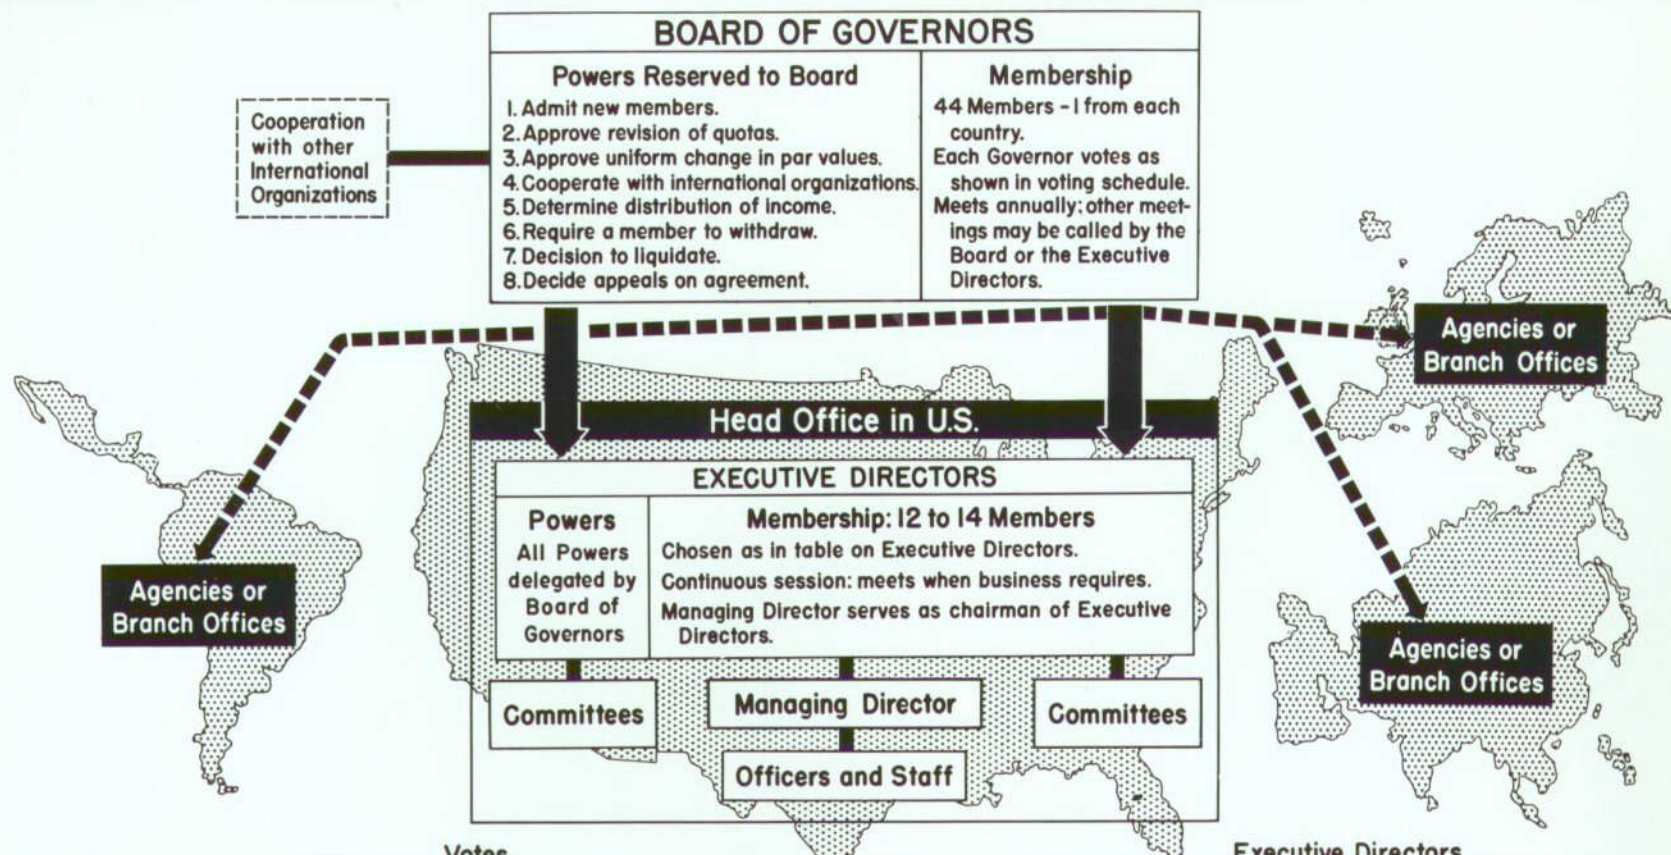 BOARD OF GOVERNORS
Powers Reserved to Board
1. Admit new members.
2. Approve revision of quotas.
3. Approve uniform change in par values.
4. Cooperate with international organizations.
5. Determine distribution of income.
6. Require a member to withdraw.
7. Decision to liquidate.
8. Decide appeals on agreement.
Membership
44 Members - 1 from each
country.
Each Governor votes as
shown in voting schedule.
Meets annually; other meet-
ings may be called by the
Board or the Executive
Directors.
Cooperation
with other
International
Organizations
Agencies or
Branch Offices
Head Office in U.S.
EXECUTIVE DIRECTORS
Powers
All Powers
delegated by
Board of
Governors
Membership: 12 to 14 Members
Chosen as in table on Executive Directors.
Continuous session: meets when business requires.
Managing Director serves as chairman of Executive
Directors.
Agencies or
Branch Offices
Agencies or
Branch Offices
Committees
Managing Director
Committees
Officers and Staff
Votes
Executive Directors